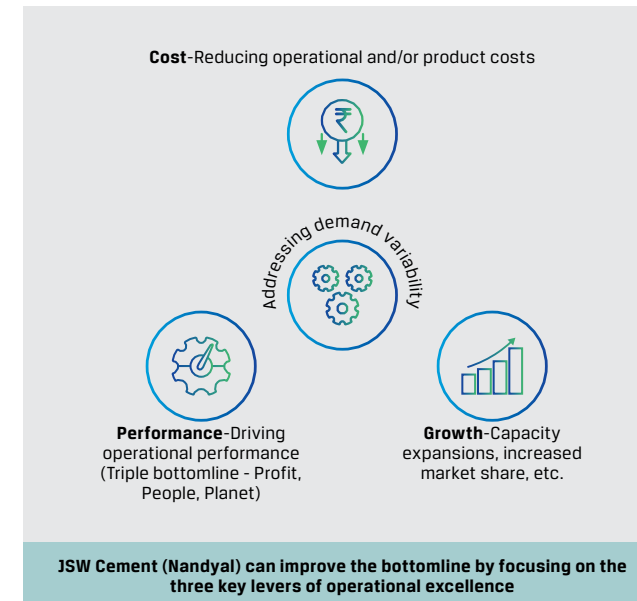 Cost-Reducing operational and/or product costs
₹
Addressing demand variability
Performance-Driving
operational performance
(Triple bottomline - Profit,
People, Planet)
Growth-Capacity
expansions, increased
market share, etc.
JSW Cement (Nandyal) can improve the bottomline by focusing on the
three key levers of operational excellence